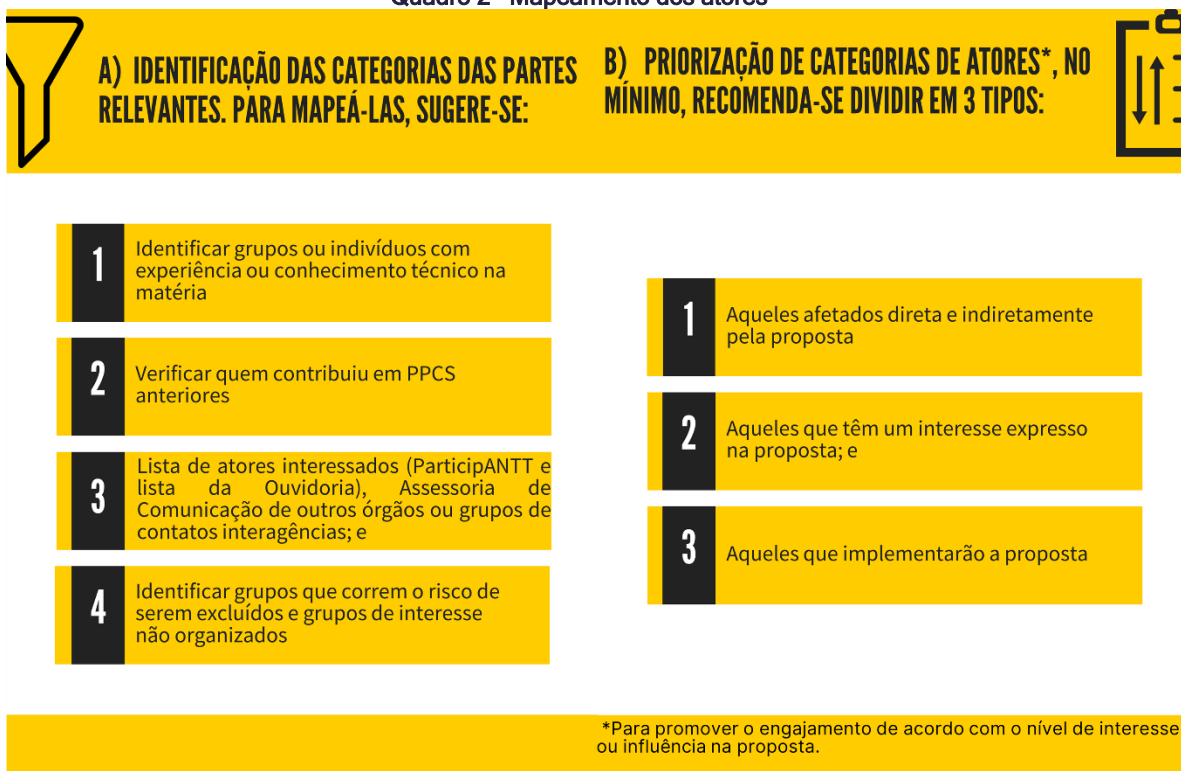 Quadro 2 - Mapeamento dos atores
A) IDENTIFICAÇÃO DAS CATEGORIAS DAS PARTES
RELEVANTES. PARA MAPEÁ-LAS, SUGERE-SE:
1
Identificar grupos ou indivíduos com
experiência ou conhecimento técnico na
matéria
2
Verificar quem contribuiu em PPCS
anteriores
3
Lista de atores interessados (ParticipANTT e
lista da Ouvidoria), Assessoria de
Comunicação de outros órgãos ou grupos de
contatos interagências; e
4
Identificar grupos que correm o risco de
serem excluídos e grupos de interesse
não organizados
B) PRIORIZAÇÃO DE CATEGORIAS DE ATORES*, NO
MÍNIMO, RECOMENDA-SE DIVIDIR EM 3 TIPOS:
1
Aqueles afetados direta e indiretamente
pela proposta
2
Aqueles que têm um interesse expresso
na proposta; e
3
Aqueles que implementarão a proposta
*Para promover o engajamento de acordo com o nível de interesse
ou influência na proposta.